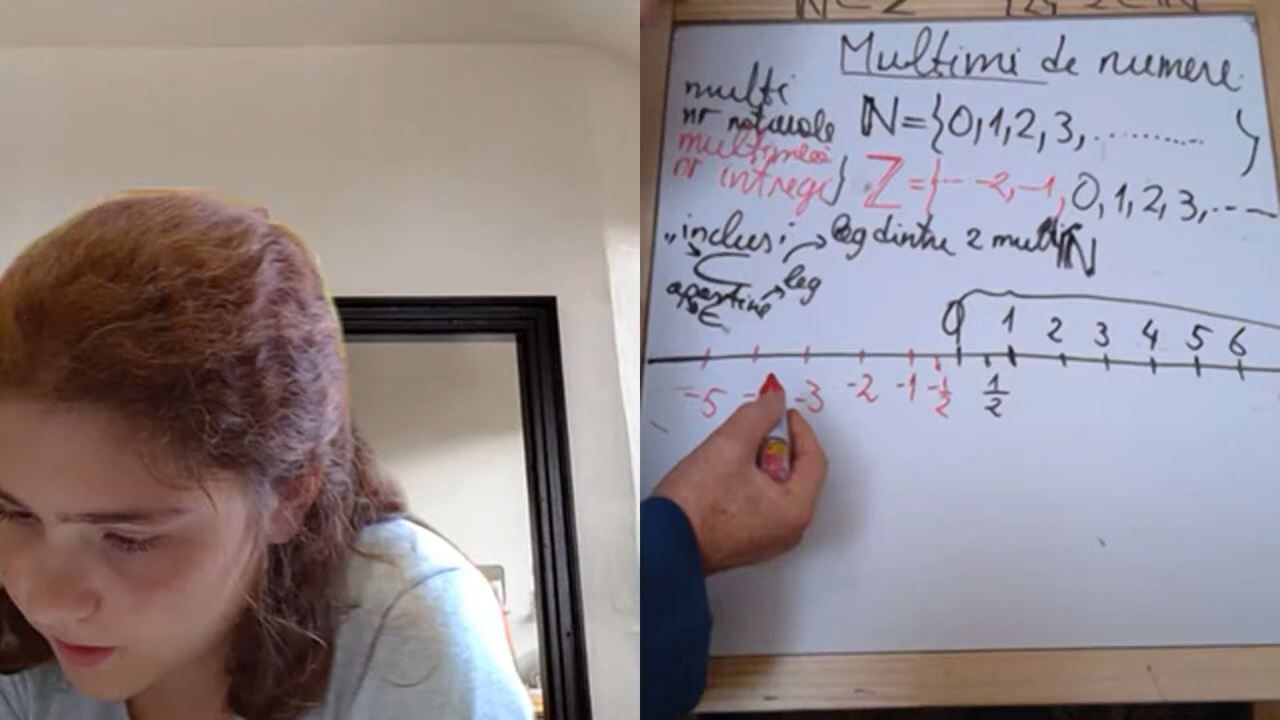 N ⊂ Z
Multimi de numere
multi
nr naturale N={0,1,2,3,..........}
nr intregi} Z={... -2,-1,0,1,2,3,...
"inclus" → leg dintre 2 multi N
⊂ leg
apartine
∈
0 1 2 3 4 5 6
-5 - -3 -2 -1 -1/2 1/2